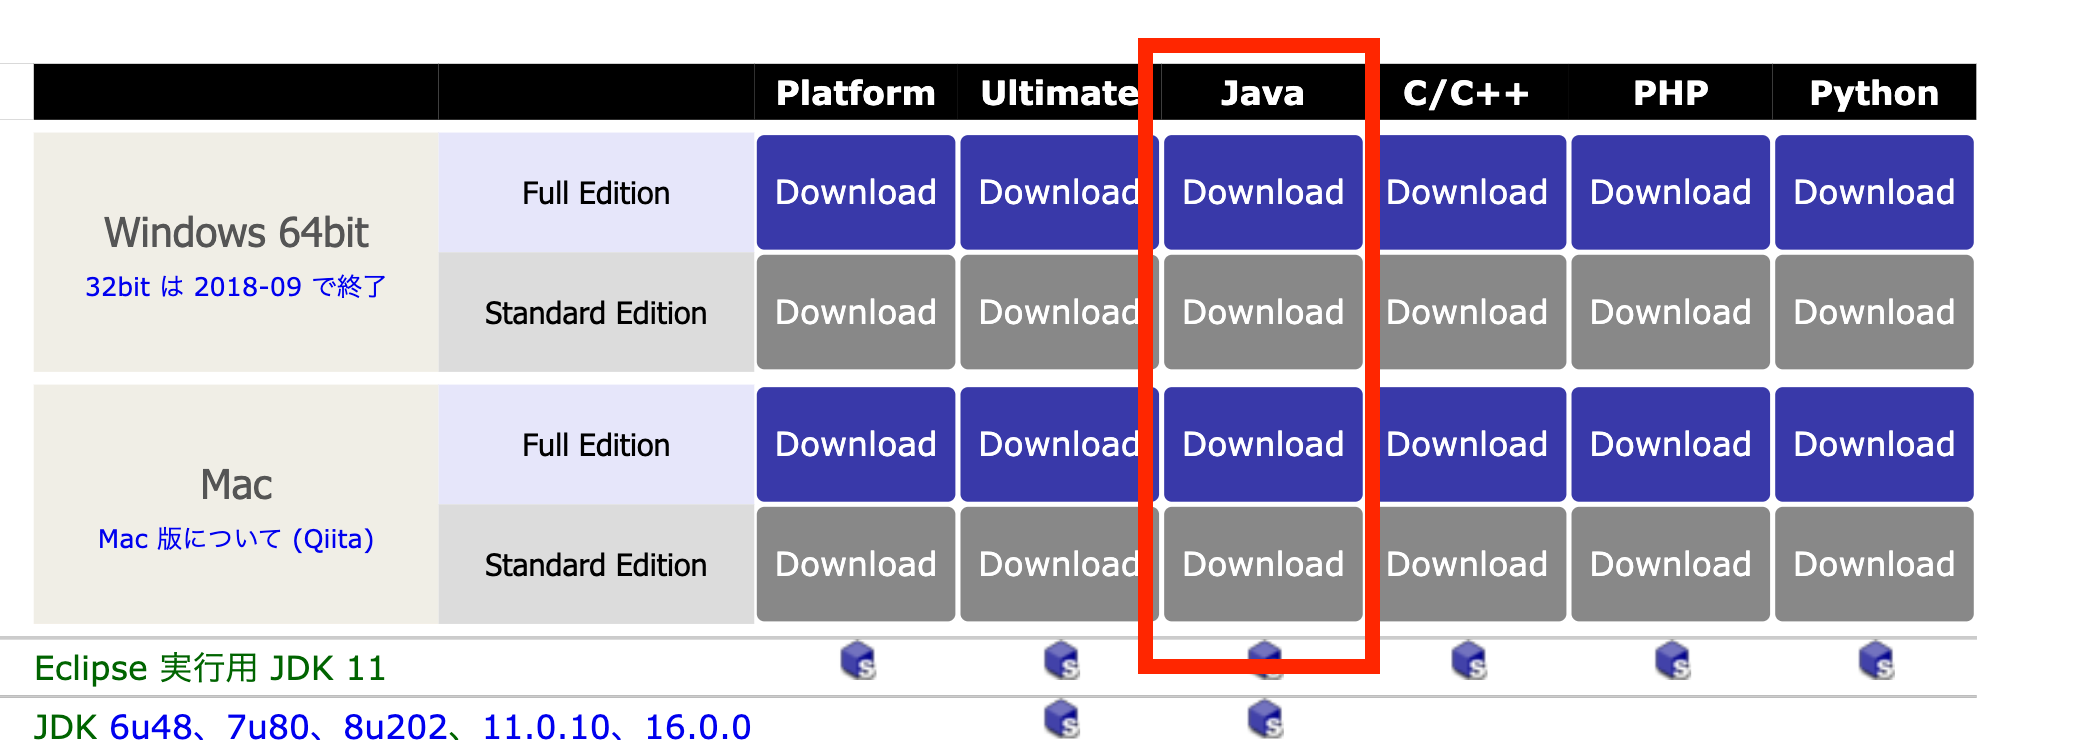 Platform Ultimate Java C/C++ PHP Python
Windows 64bit
32bit は 2018-09 で終了
Full Edition Download Download Download Download Download Download
Standard Edition Download Download Download Download Download Download
Mac
Mac 版について (Qiita)
Full Edition Download Download Download Download Download Download
Standard Edition Download Download Download Download Download Download
Eclipse 実行用 JDK 11 S S S S S S
JDK 6u48、7u80、8u202、11.0.10、16.0.0 S S